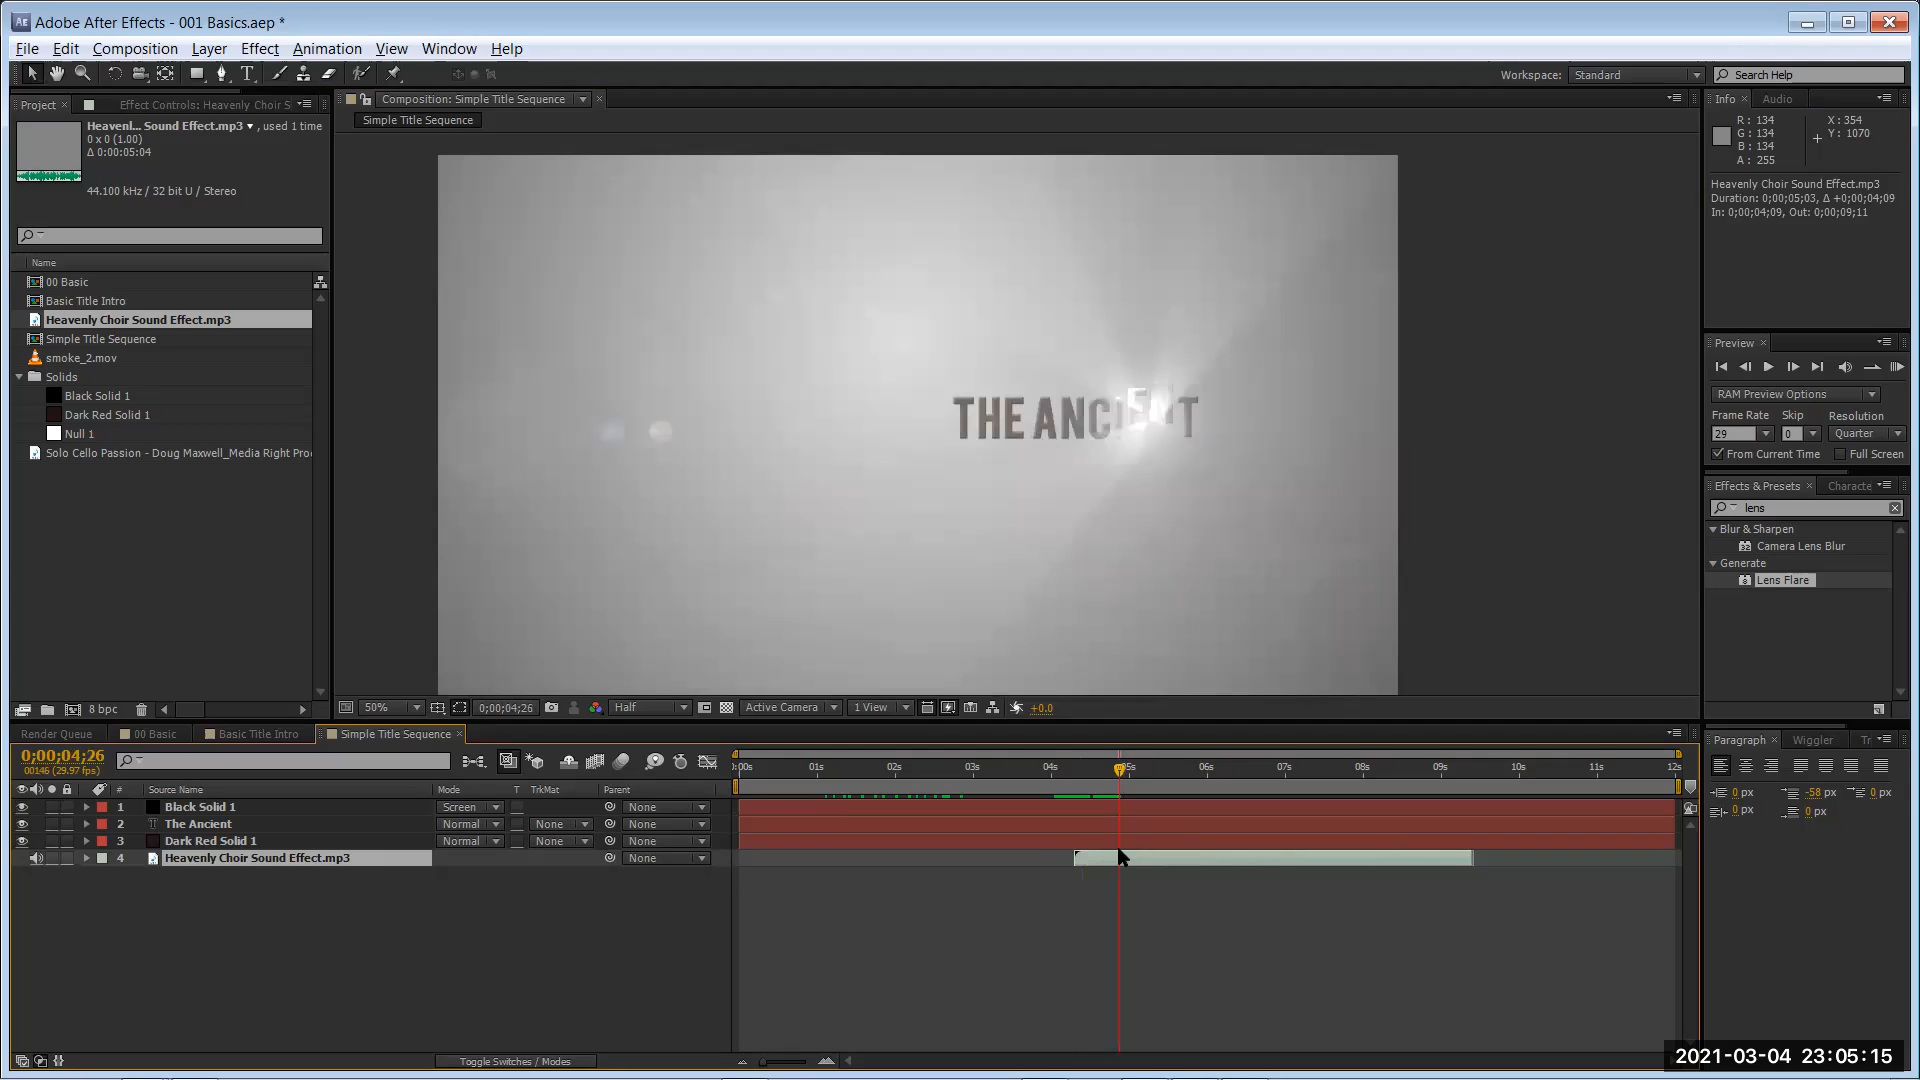 Adobe After Effects - 001 Basics.aep *
File Edit Composition Layer Effect Animation View Window Help
Workspace: Standard
Search Help
Project
Effect Controls: Heavenly Choir S
Heavenl... Sound Effect.mp3 , used 1 time
0 x 0 (1.00)
Δ 0:00:05:04
44.100 kHz / 32 bit U / Stereo
Name
00 Basic
Basic Title Intro
Heavenly Choir Sound Effect.mp3
Simple Title Sequence
smoke_2.mov
Solids
Black Solid 1
Dark Red Solid 1
Null 1
Solo Cello Passion - Doug Maxwell_Media Right Pro
8 bpc
Composition: Simple Title Sequence
Simple Title Sequence
THE ANCIENT
50%
0;00;04;26
Half
Active Camera
1 View
+0.0
Info
Audio
R : 134
G : 134
B : 134
A : 255
X : 354
Y : 1070
Heavenly Choir Sound Effect.mp3
Duration: 0;00;05;03, Δ +0;00;04;09
In: 0;00;04;09, Out: 0;00;09;11
Preview
RAM Preview Options
Frame Rate Skip Resolution
29 0 Quarter
From Current Time Full Screen
Effects & Presets
Characte
lens
Blur & Sharpen
Camera Lens Blur
Generate
Lens Flare
Paragraph
Wiggler
Tr
0 px -58 px 0 px
0 px 0 px
Render Queue
00 Basic
Basic Title Intro
Simple Title Sequence
0;00;04;26
00146 (29.97 fps)
# Source Name Mode T TrkMat Parent
1 Black Solid 1 Screen None
2 The Ancient Normal None None
3 Dark Red Solid 1 Normal None None
4 Heavenly Choir Sound Effect.mp3 None
0:00s 01s 02s 03s 04s 05s 06s 07s 08s 09s 10s 11s 12s
Toggle Switches / Modes
2021-03-04 23:05:15